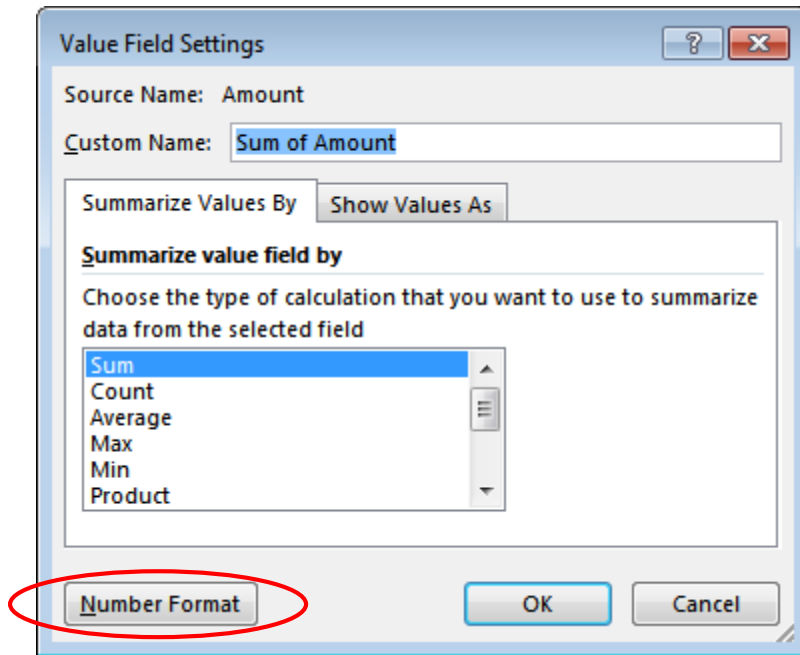 Value Field Settings
?
Source Name: Amount
Custom Name: Sum of Amount
Summarize Values By
Show Values As
Summarize value field by
Choose the type of calculation that you want to use to summarize
data from the selected field
Sum
Count
Average
Max
Min
Product
Number Format
OK
Cancel